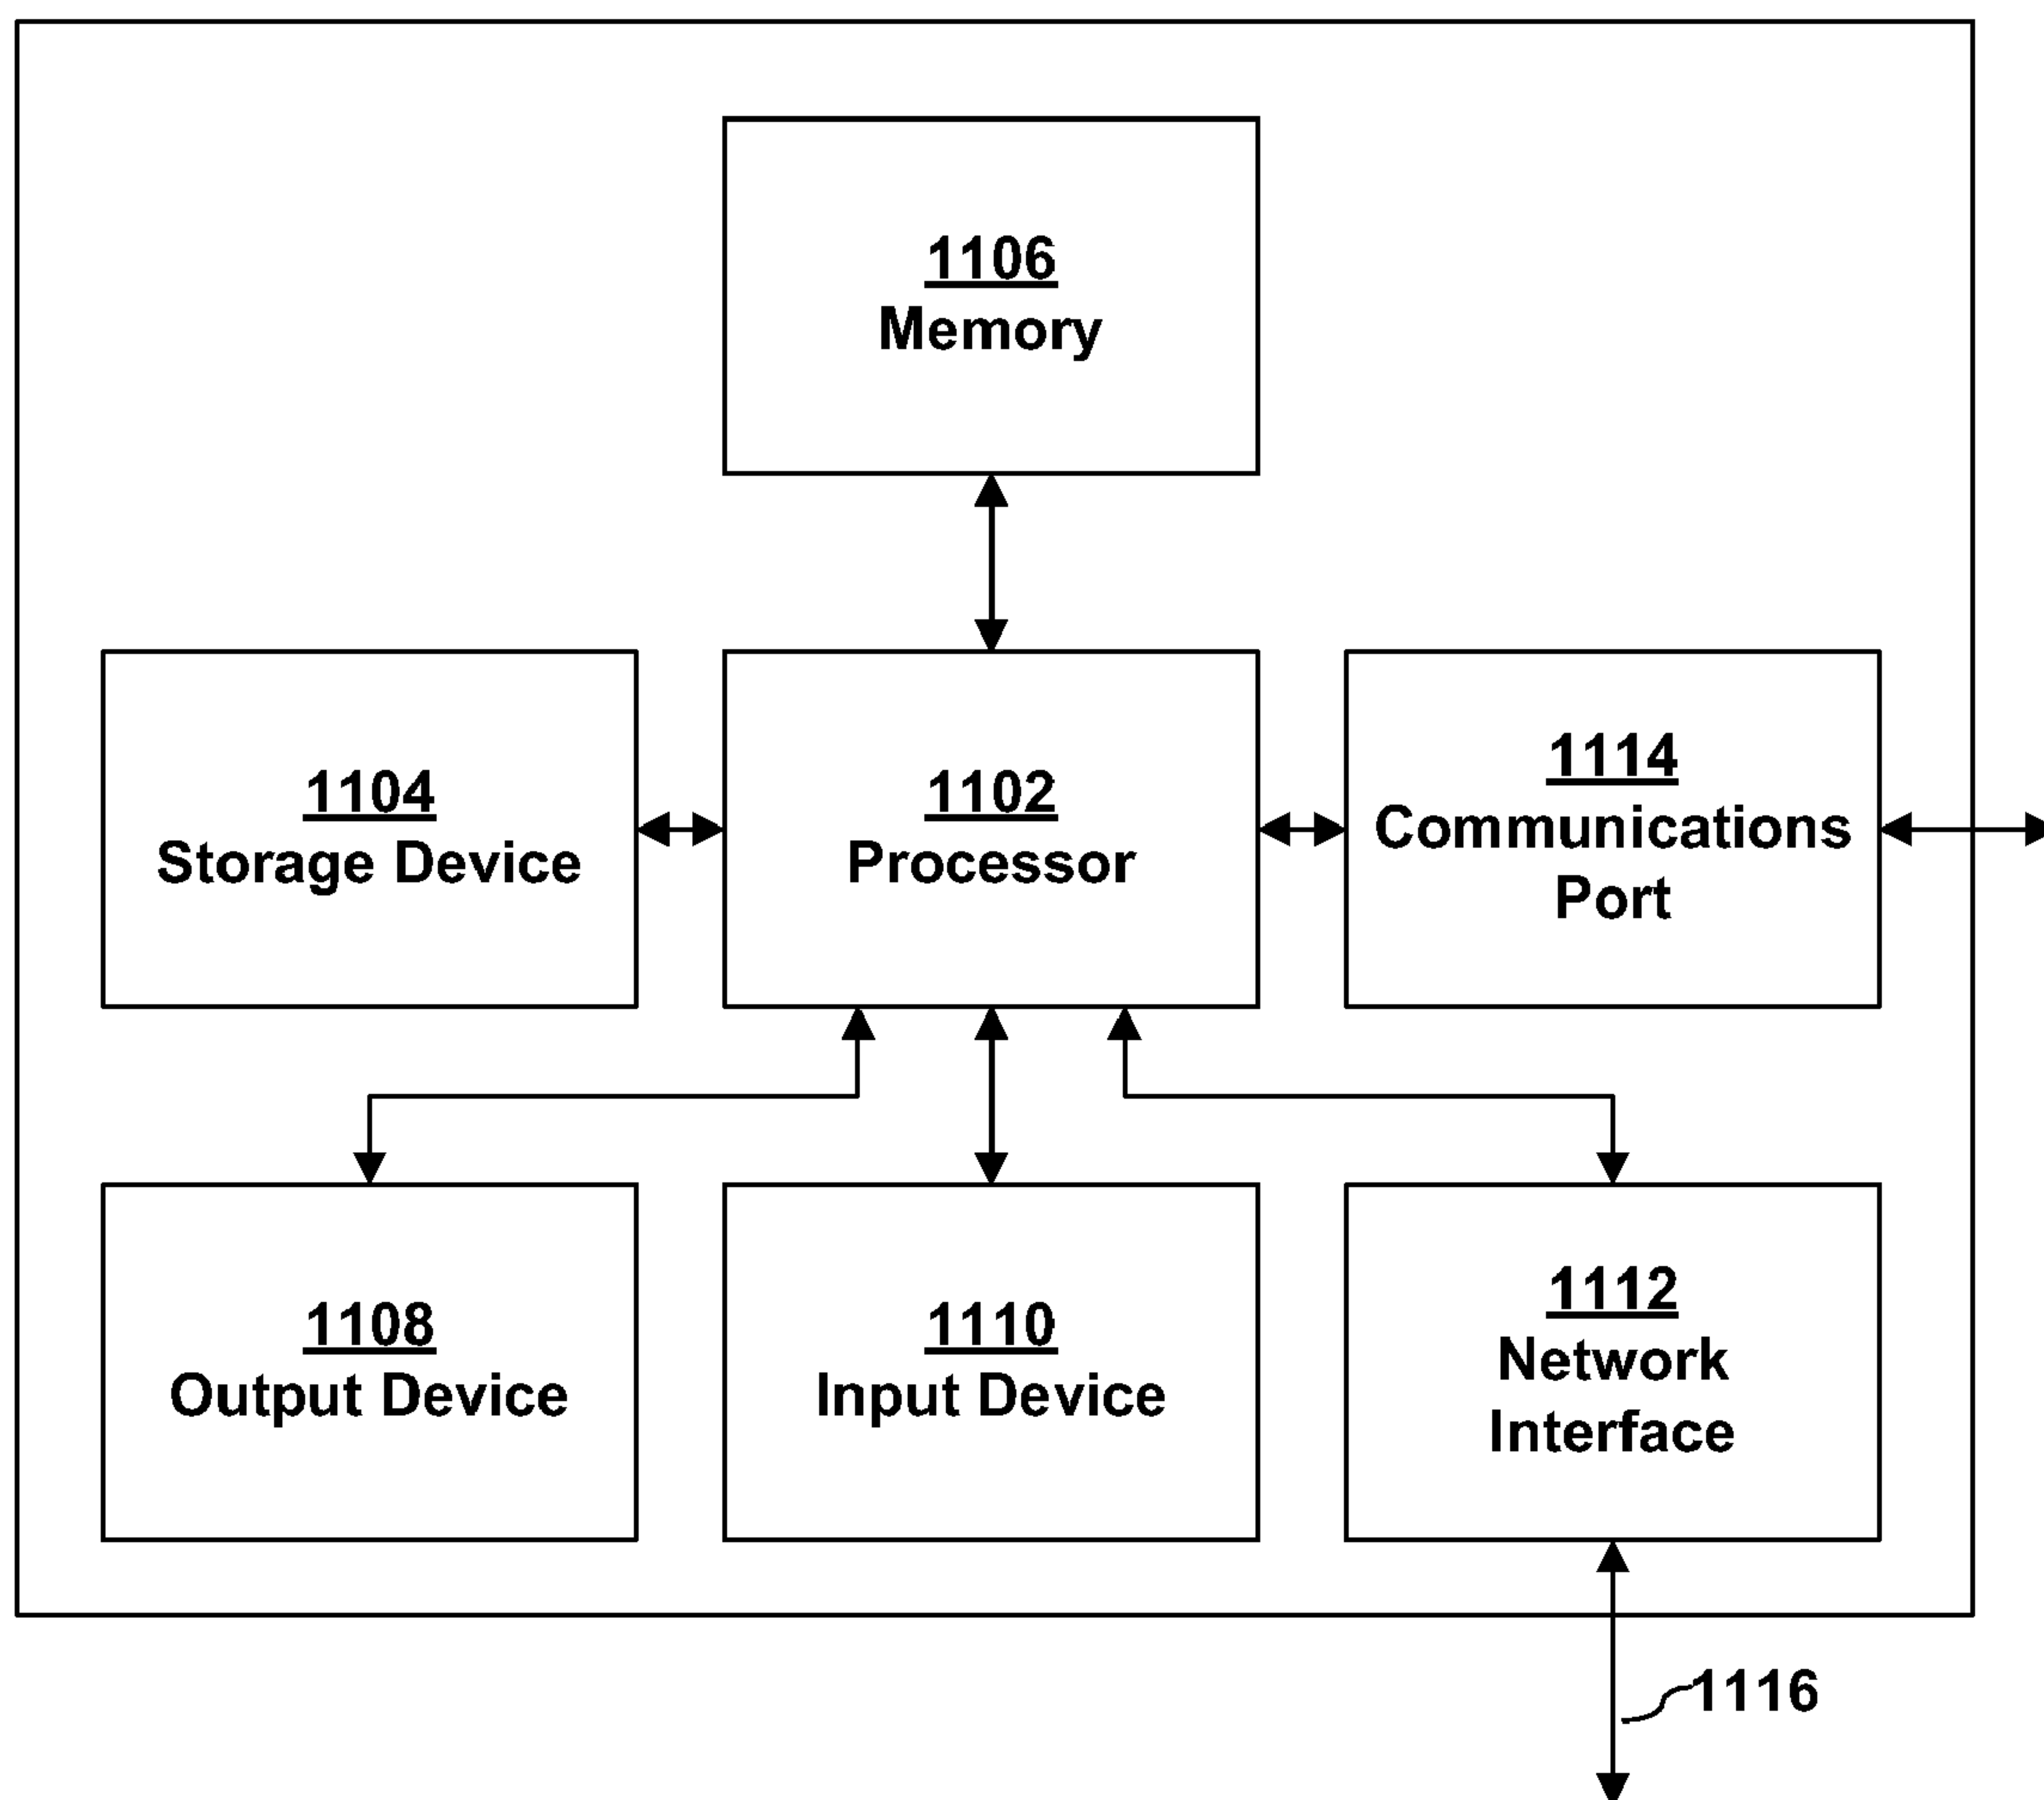 1106
Memory
1104
Storage Device
1102
Processor
1114
Communications
Port
1108
Output Device
1110
Input Device
1112
Network
Interface
1116